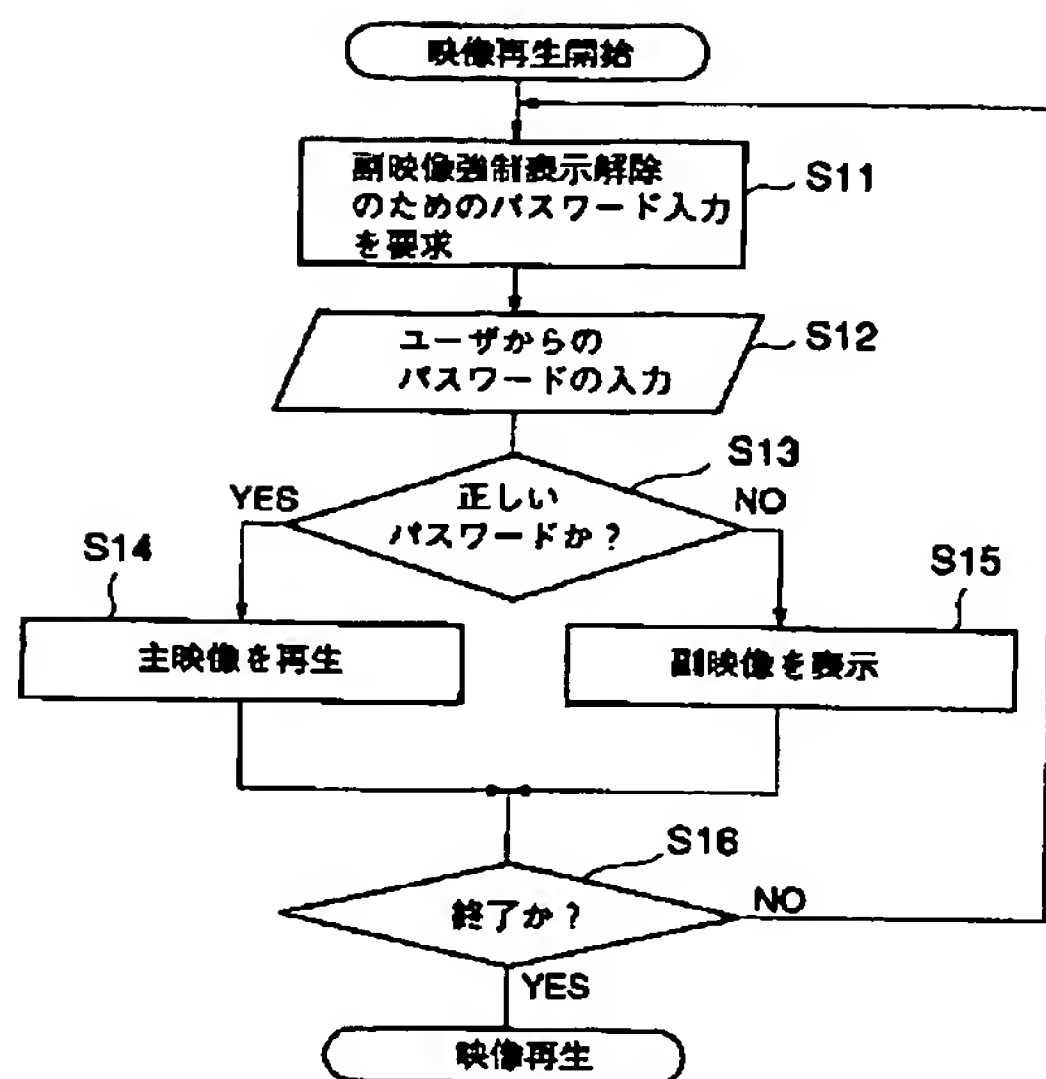 映像再生開始
副映像強制表示解除
のためのパスワード入力
を要求
S11
ユーザからの
パスワードの入力
S12
S13
YES
正しい
パスワードか?
NO
S14
S15
主映像を再生
副映像を表示
S16
終了か?
NO
YES
映像再生